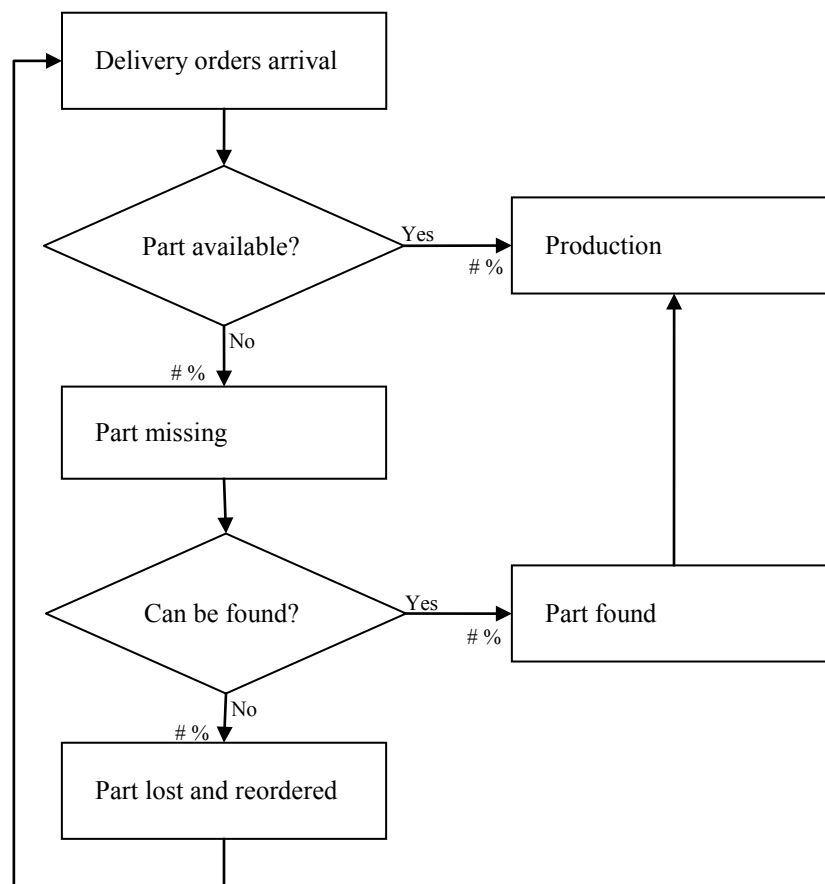 Delivery orders arrival
Part available?
Yes
# %
Production
No
# %
Part missing
Can be found?
Yes
# %
Part found
No
# %
Part lost and reordered